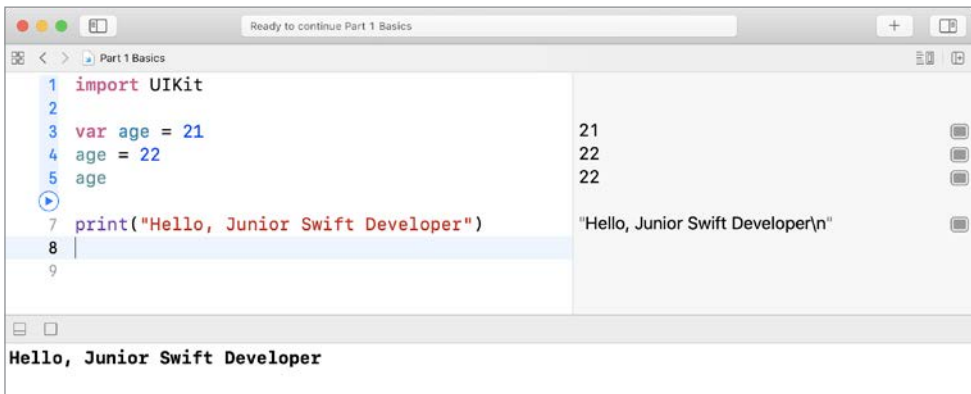 Ready to continue Part 1 Basics
Part 1 Basics
1 import UIKit
2
3 var age = 21 21
4 age = 22 22
5 age 22
7 print("Hello, Junior Swift Developer") "Hello, Junior Swift Developer\n"
8
9
Hello, Junior Swift Developer